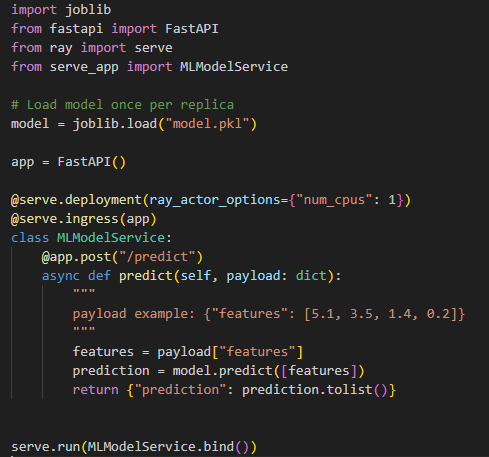 import joblib
from fastapi import FastAPI
from ray import serve
from serve_app import MLModelService

# Load model once per replica
model = joblib.load("model.pkl")

app = FastAPI()

@serve.deployment(ray_actor_options={"num_cpus": 1})
@serve.ingress(app)
class MLModelService:
    @app.post("/predict")
    async def predict(self, payload: dict):
        """
        payload example: {"features": [5.1, 3.5, 1.4, 0.2]}
        """
        features = payload["features"]
        prediction = model.predict([features])
        return {"prediction": prediction.tolist()}


serve.run(MLModelService.bind())